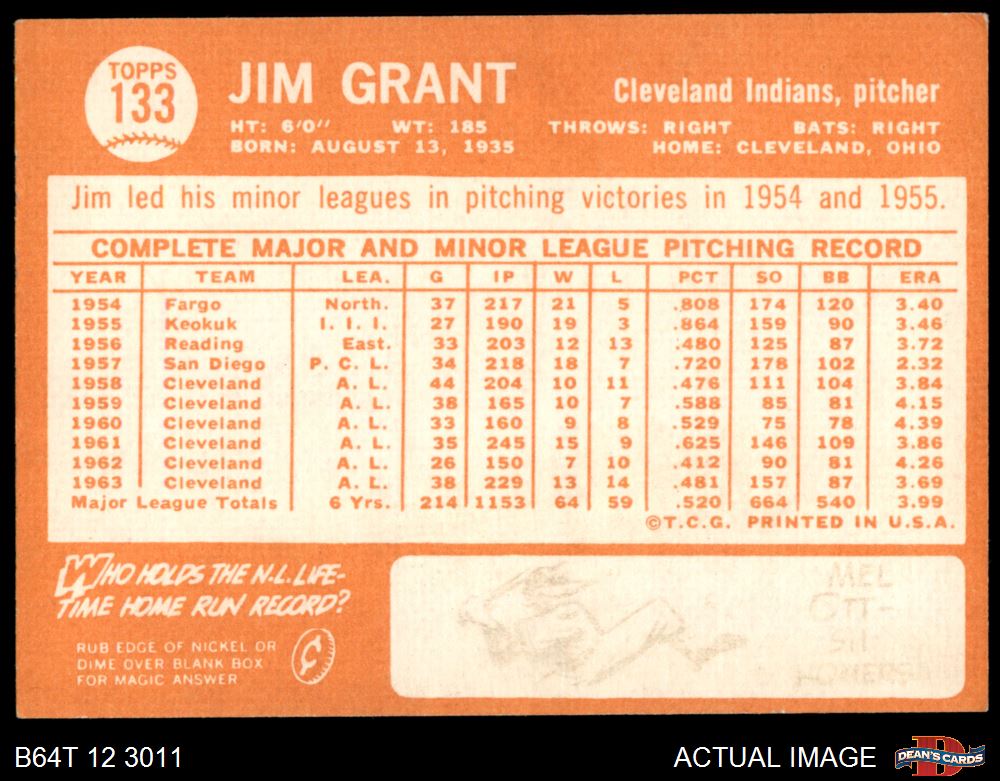 TOPPS
133
JIM GRANT
Cleveland Indians, pitcher
HT: 6'0" WT: 185 THROWS: RIGHT BATS: RIGHT
BORN: AUGUST 13, 1935 HOME: CLEVELAND, OHIO
Jim led his minor leagues in pitching victories in 1954 and 1955.
COMPLETE MAJOR AND MINOR LEAGUE PITCHING RECORD
YEAR TEAM LEA. G IP W L PCT SO BB ERA
1954 Fargo North. 37 217 21 5 .808 174 120 3.40
1955 Keokuk I. I. I. 27 190 19 3 .864 159 90 3.46
1956 Reading East. 33 203 12 13 .480 125 87 3.72
1957 San Diego P. C. L. 34 218 18 7 .720 178 102 2.32
1958 Cleveland A. L. 44 204 10 11 .476 111 104 3.84
1959 Cleveland A. L. 38 165 10 7 .588 85 81 4.15
1960 Cleveland A. L. 33 160 9 8 .529 75 78 4.39
1961 Cleveland A. L. 35 245 15 9 .625 146 109 3.86
1962 Cleveland A. L. 26 150 7 10 .412 90 81 4.26
1963 Cleveland A. L. 38 229 13 14 .481 157 87 3.69
Major League Totals 6 Yrs. 214 1153 64 59 .520 664 540 3.99
©T.C.G. PRINTED IN U.S.A.
WHO HOLDS THE N.L. LIFE-
TIME HOME RUN RECORD?
RUB EDGE OF NICKEL OR
DIME OVER BLANK BOX
FOR MAGIC ANSWER
MEL
OTT-
511
HOMERS
B64T 12 3011
ACTUAL IMAGE
DEAN'S CARDS